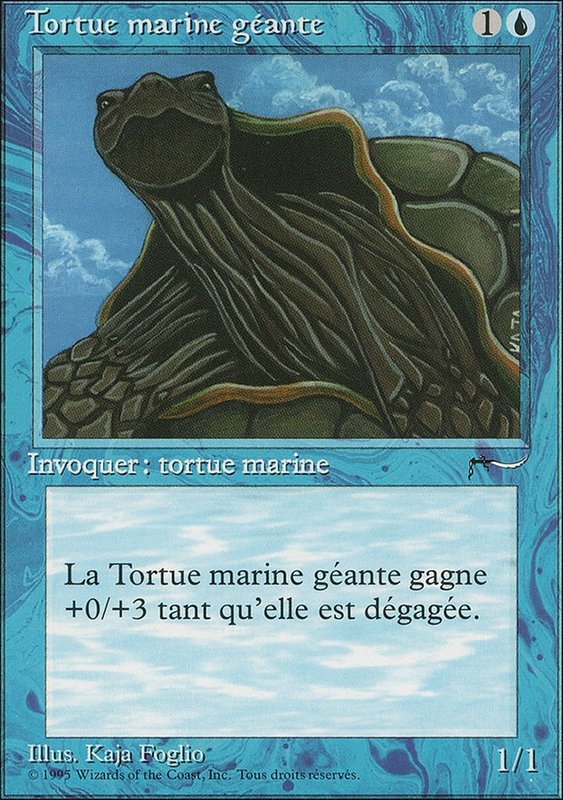 Tortue marine géante
1
KAJA
Invoquer : tortue marine
La Tortue marine géante gagne
+0/+3 tant qu'elle est dégagée.
Illus. Kaja Foglio
1/1
© 1995 Wizards of the Coast, Inc. Tous droits réservés.